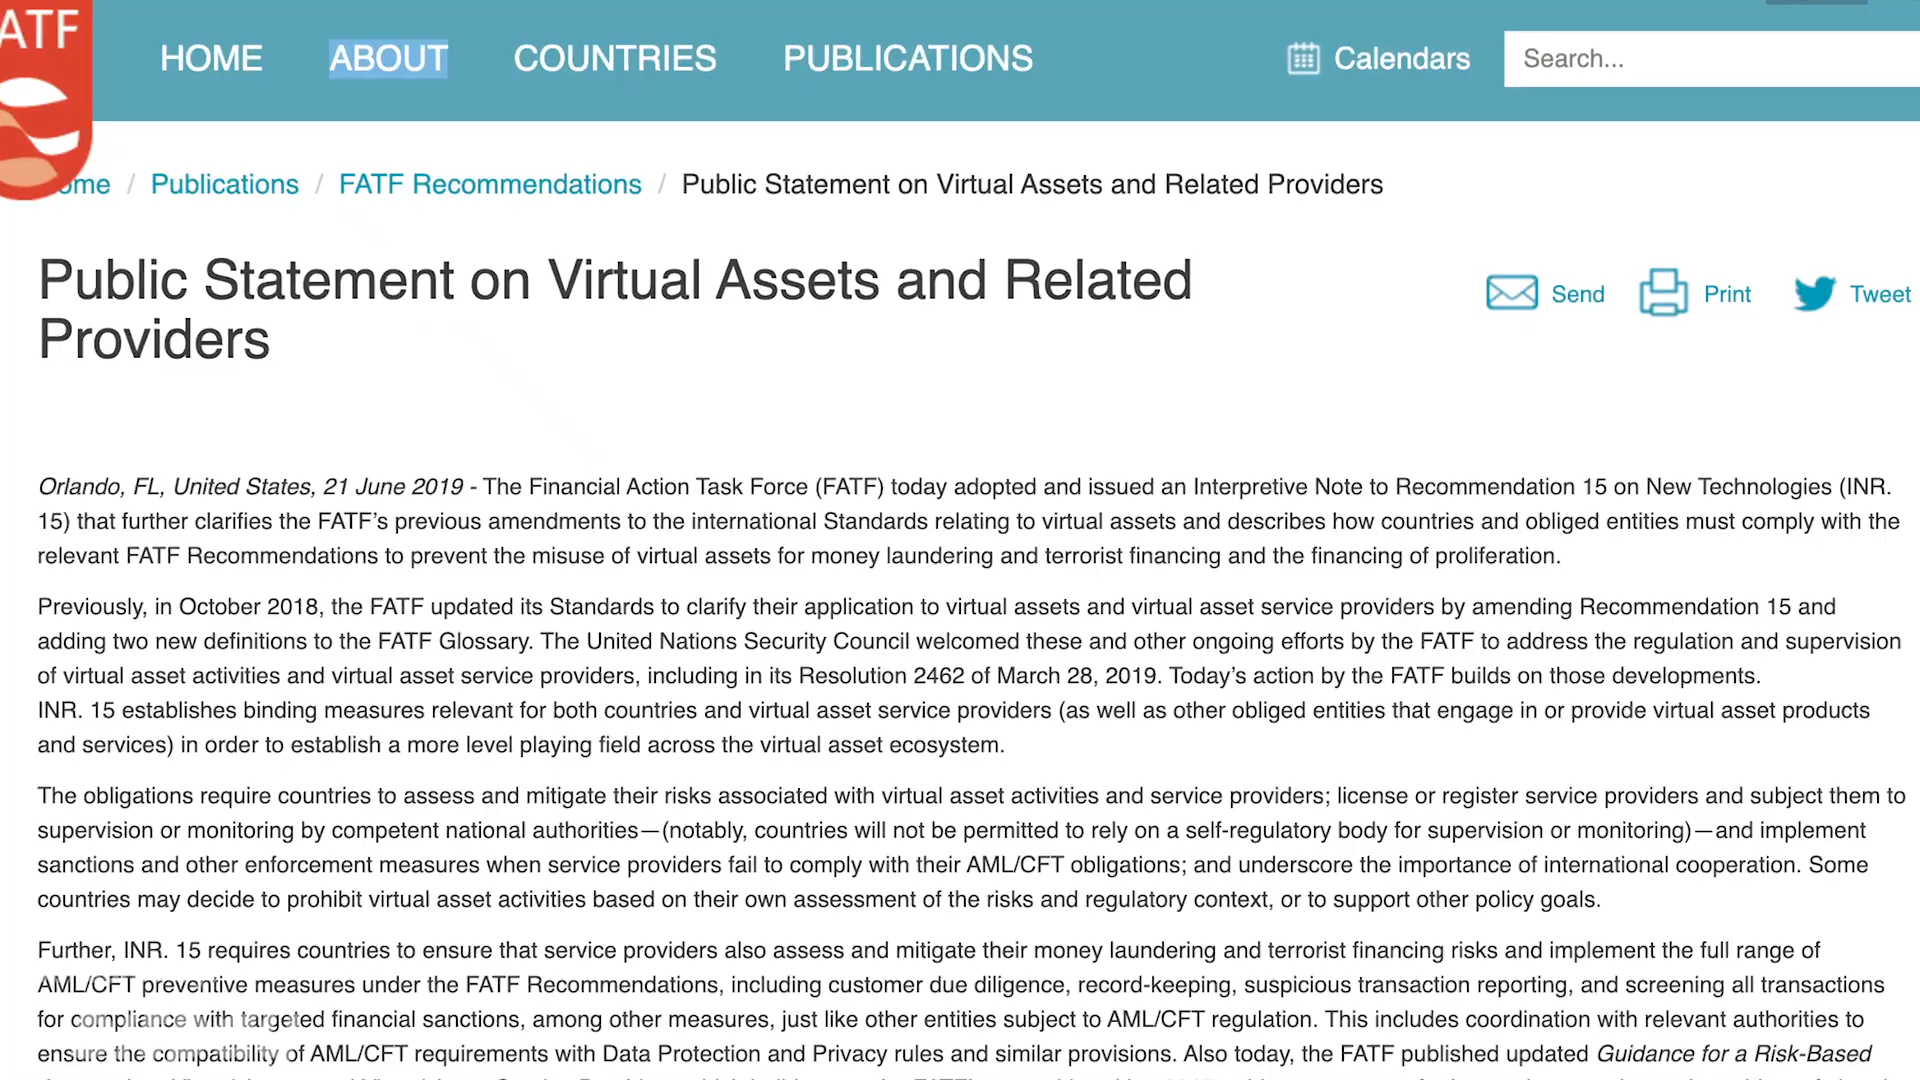 ATF
HOME ABOUT COUNTRIES PUBLICATIONS Calendars Search...
ome / Publications / FATF Recommendations / Public Statement on Virtual Assets and Related Providers
Public Statement on Virtual Assets and Related
Providers
Send Print Tweet
Orlando, FL, United States, 21 June 2019 - The Financial Action Task Force (FATF) today adopted and issued an Interpretive Note to Recommendation 15 on New Technologies (INR.
15) that further clarifies the FATF’s previous amendments to the international Standards relating to virtual assets and describes how countries and obliged entities must comply with the
relevant FATF Recommendations to prevent the misuse of virtual assets for money laundering and terrorist financing and the financing of proliferation.
Previously, in October 2018, the FATF updated its Standards to clarify their application to virtual assets and virtual asset service providers by amending Recommendation 15 and
adding two new definitions to the FATF Glossary. The United Nations Security Council welcomed these and other ongoing efforts by the FATF to address the regulation and supervision
of virtual asset activities and virtual asset service providers, including in its Resolution 2462 of March 28, 2019. Today’s action by the FATF builds on those developments.
INR. 15 establishes binding measures relevant for both countries and virtual asset service providers (as well as other obliged entities that engage in or provide virtual asset products
and services) in order to establish a more level playing field across the virtual asset ecosystem.
The obligations require countries to assess and mitigate their risks associated with virtual asset activities and service providers; license or register service providers and subject them to
supervision or monitoring by competent national authorities—(notably, countries will not be permitted to rely on a self-regulatory body for supervision or monitoring)—and implement
sanctions and other enforcement measures when service providers fail to comply with their AML/CFT obligations; and underscore the importance of international cooperation. Some
countries may decide to prohibit virtual asset activities based on their own assessment of the risks and regulatory context, or to support other policy goals.
Further, INR. 15 requires countries to ensure that service providers also assess and mitigate their money laundering and terrorist financing risks and implement the full range of
AML/CFT preventive measures under the FATF Recommendations, including customer due diligence, record-keeping, suspicious transaction reporting, and screening all transactions
for compliance with targeted financial sanctions, among other measures, just like other entities subject to AML/CFT regulation. This includes coordination with relevant authorities to
ensure the compatibility of AML/CFT requirements with Data Protection and Privacy rules and similar provisions. Also today, the FATF published updated Guidance for a Risk-Based